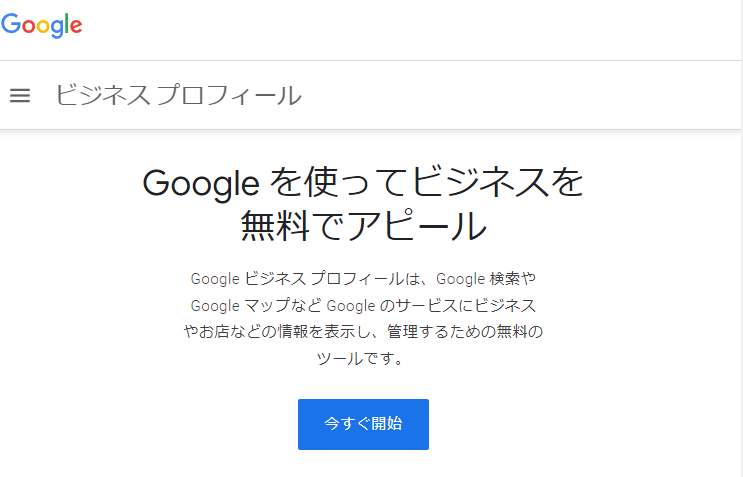 Google
ビジネス プロフィール
Google を使ってビジネスを
無料でアピール
Google ビジネス プロフィールは、Google 検索や
Google マップなど Google のサービスにビジネス
やお店などの情報を表示し、管理するための無料の
ツールです。
今すぐ開始